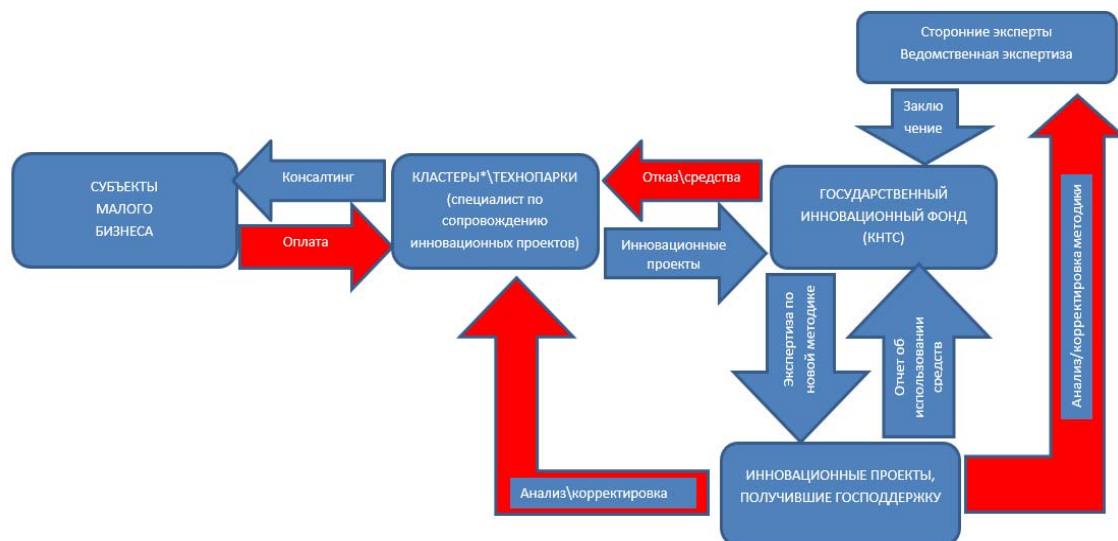 Сторонние эксперты
Ведомственная экспертиза
Заклю
чение
СУБЪЕКТЫ
МАЛОГО
БИЗНЕСА
Консалтинг
Оплата
КЛАСТЕРЫ*\ТЕХНОПАРКИ
(специалист по
сопровождению
инновационных проектов)
Отказ\средства
Инновационные
проекты
ГОСУДАРСТВЕННЫЙ
ИННОВАЦИОННЫЙ ФОНД
(КНТС)
Экспертиза по
новой методике
Отчет об
использовании
средств
Анализ/корректировка методики
Анализ\корректировка
ИННОВАЦИОННЫЕ ПРОЕКТЫ,
ПОЛУЧИВШИЕ ГОСПОДДЕРЖКУ